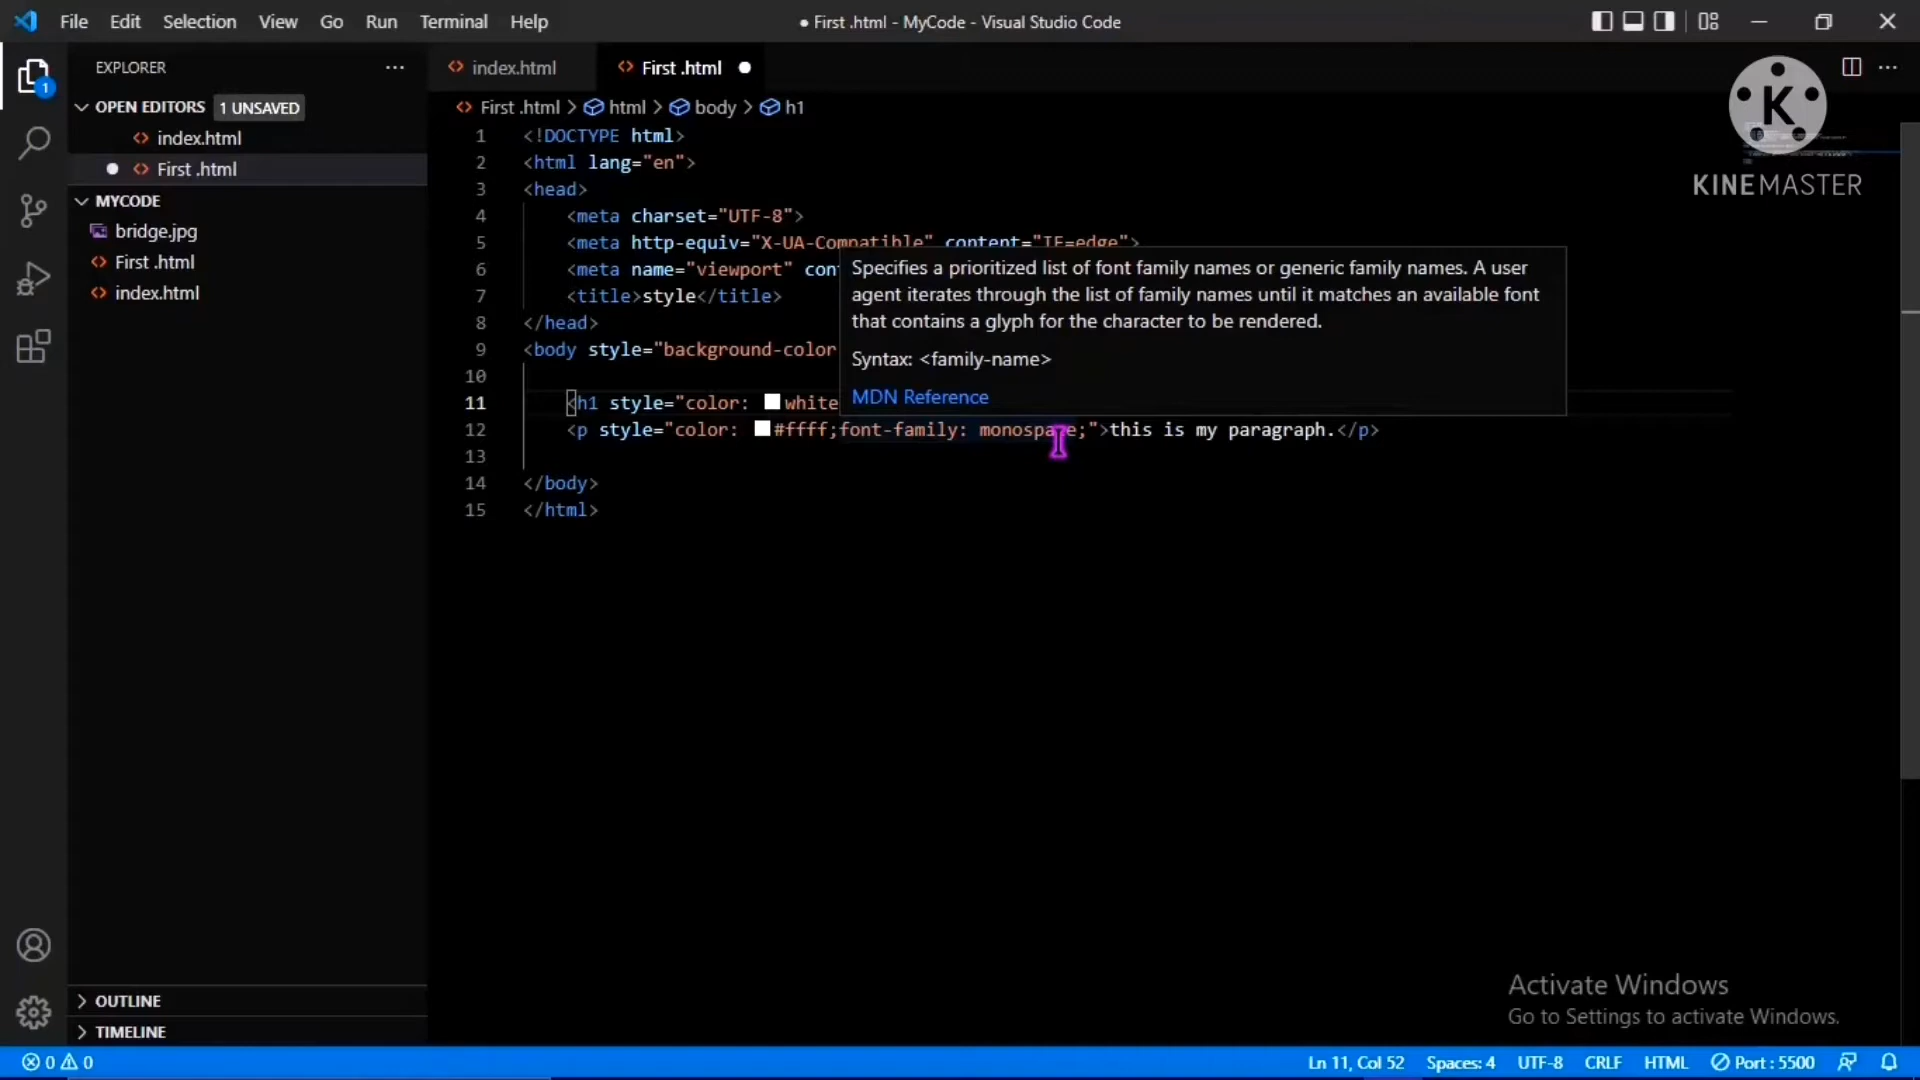 File Edit Selection View Go Run Terminal Help
● First .html - MyCode - Visual Studio Code
EXPLORER
OPEN EDITORS 1 UNSAVED
index.html
First .html
MYCODE
bridge.jpg
First .html
index.html
OUTLINE
TIMELINE
1
index.html
First .html
First .html > html > body > h1
1 <!DOCTYPE html>
2 <html lang="en">
3 <head>
4 <meta charset="UTF-8">
5 <meta http-equiv="X-UA-Compatible" content="IE=edge">
6 <meta name="viewport" con
7 <title>style</title>
8 </head>
9 <body style="background-color
10
11 <h1 style="color: white
12 <p style="color: #ffff;font-family: monospace;">this is my paragraph.</p>
13
14 </body>
15 </html>
Specifies a prioritized list of font family names or generic family names. A user
agent iterates through the list of family names until it matches an available font
that contains a glyph for the character to be rendered.
Syntax: <family-name>
MDN Reference
K
KINEMASTER
Activate Windows
Go to Settings to activate Windows.
0 0
Ln 11, Col 52 Spaces: 4 UTF-8 CRLF HTML Port : 5500